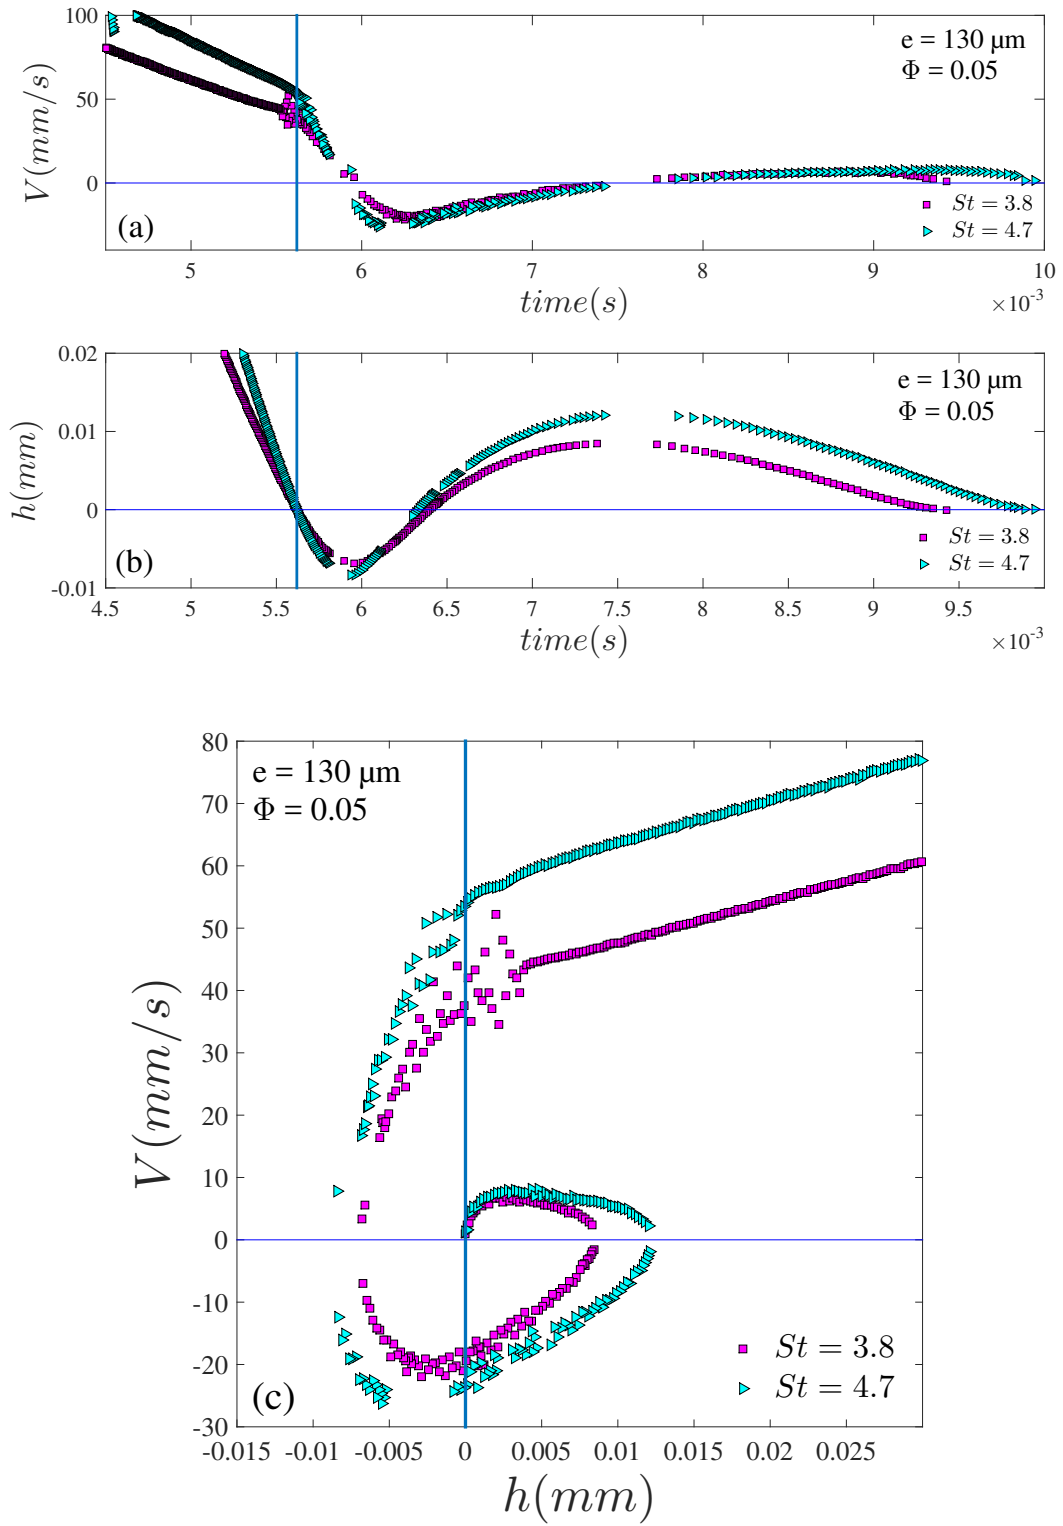 100
50
0
V(mm/s)
e = 130 μm
Φ = 0.05
St = 3.8
St = 4.7
(a)
5 6 7 8 9 10
time(s)
×10⁻³
0.02
0.01
0
-0.01
h(mm)
e = 130 μm
Φ = 0.05
St = 3.8
St = 4.7
(b)
4.5 5 5.5 6 6.5 7 7.5 8 8.5 9 9.5
time(s)
×10⁻³
80
70
60
50
40
30
20
10
0
-10
-20
-30
V(mm/s)
e = 130 μm
Φ = 0.05
St = 3.8
St = 4.7
(c)
-0.015 -0.01 -0.005 0 0.005 0.01 0.015 0.02 0.025
h(mm)